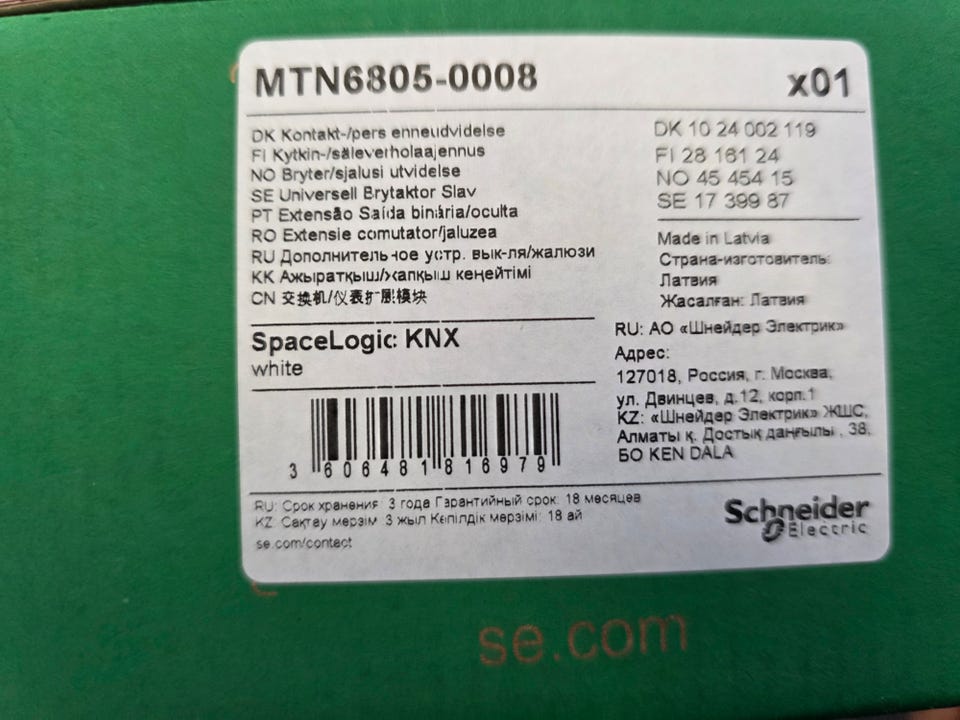 MTN6805-0008
x01
DK Kontakt-/pers enneudvidelse
FI Kytkin-/säleverholaajennus
NO Bryter/sjalusi utvidelse
SE Universell Brytaktor Slav
PT Extensão Saída binária/oculta
RO Extensie comutator/jaluzea
RU Дополнительное устр. вык-ля/жалюзи
KK Ажыратқыш/жапқыш кеңейтімі
CN 交换机/仪表扩展模块
DK 10 24 002 119
FI 28 161 24
NO 45 454 15
SE 17 399 87
Made in Latvia
Страна-изготовитель:
Латвия
Жасалған: Латвия
SpaceLogic KNX
white
RU: АО «Шнейдер Электрик»
Адрес:
127018, Россия, г. Москва,
ул. Двинцев, д.12, корп.1
KZ: «Шнейдер Электрик» ЖШС,
Алматы қ. Достық даңғылы , 38,
БО KEN DALA
3 606481 816979
RU: Срок хранения: 3 года Гарантийный срок: 18 месяцев
KZ: Сақтау мерзім 3 жыл Кепілдік мерзімі: 18 ай
se.com/contact
Schneider
Electric
se.com